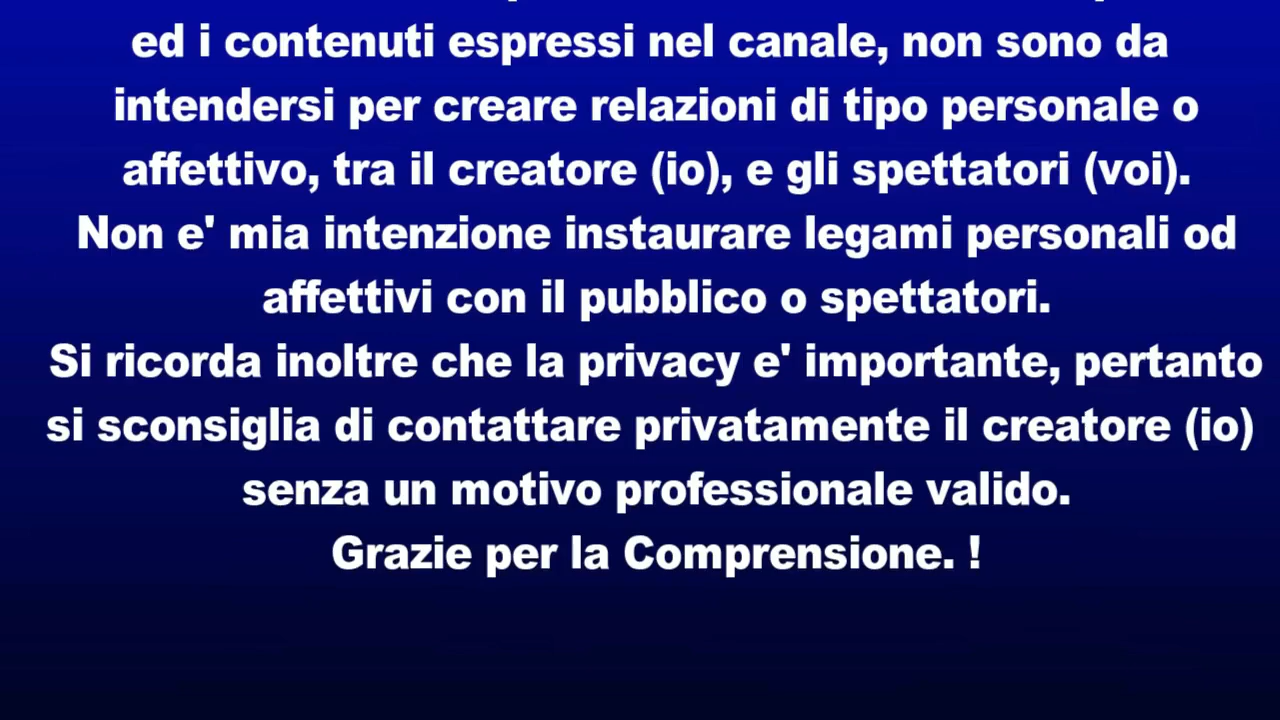 ed i contenuti espressi nel canale, non sono da
intendersi per creare relazioni di tipo personale o
affettivo, tra il creatore (io), e gli spettatori (voi).
Non e' mia intenzione instaurare legami personali od
affettivi con il pubblico o spettatori.
Si ricorda inoltre che la privacy e' importante, pertanto
si sconsiglia di contattare privatamente il creatore (io)
senza un motivo professionale valido.
Grazie per la Comprensione. !